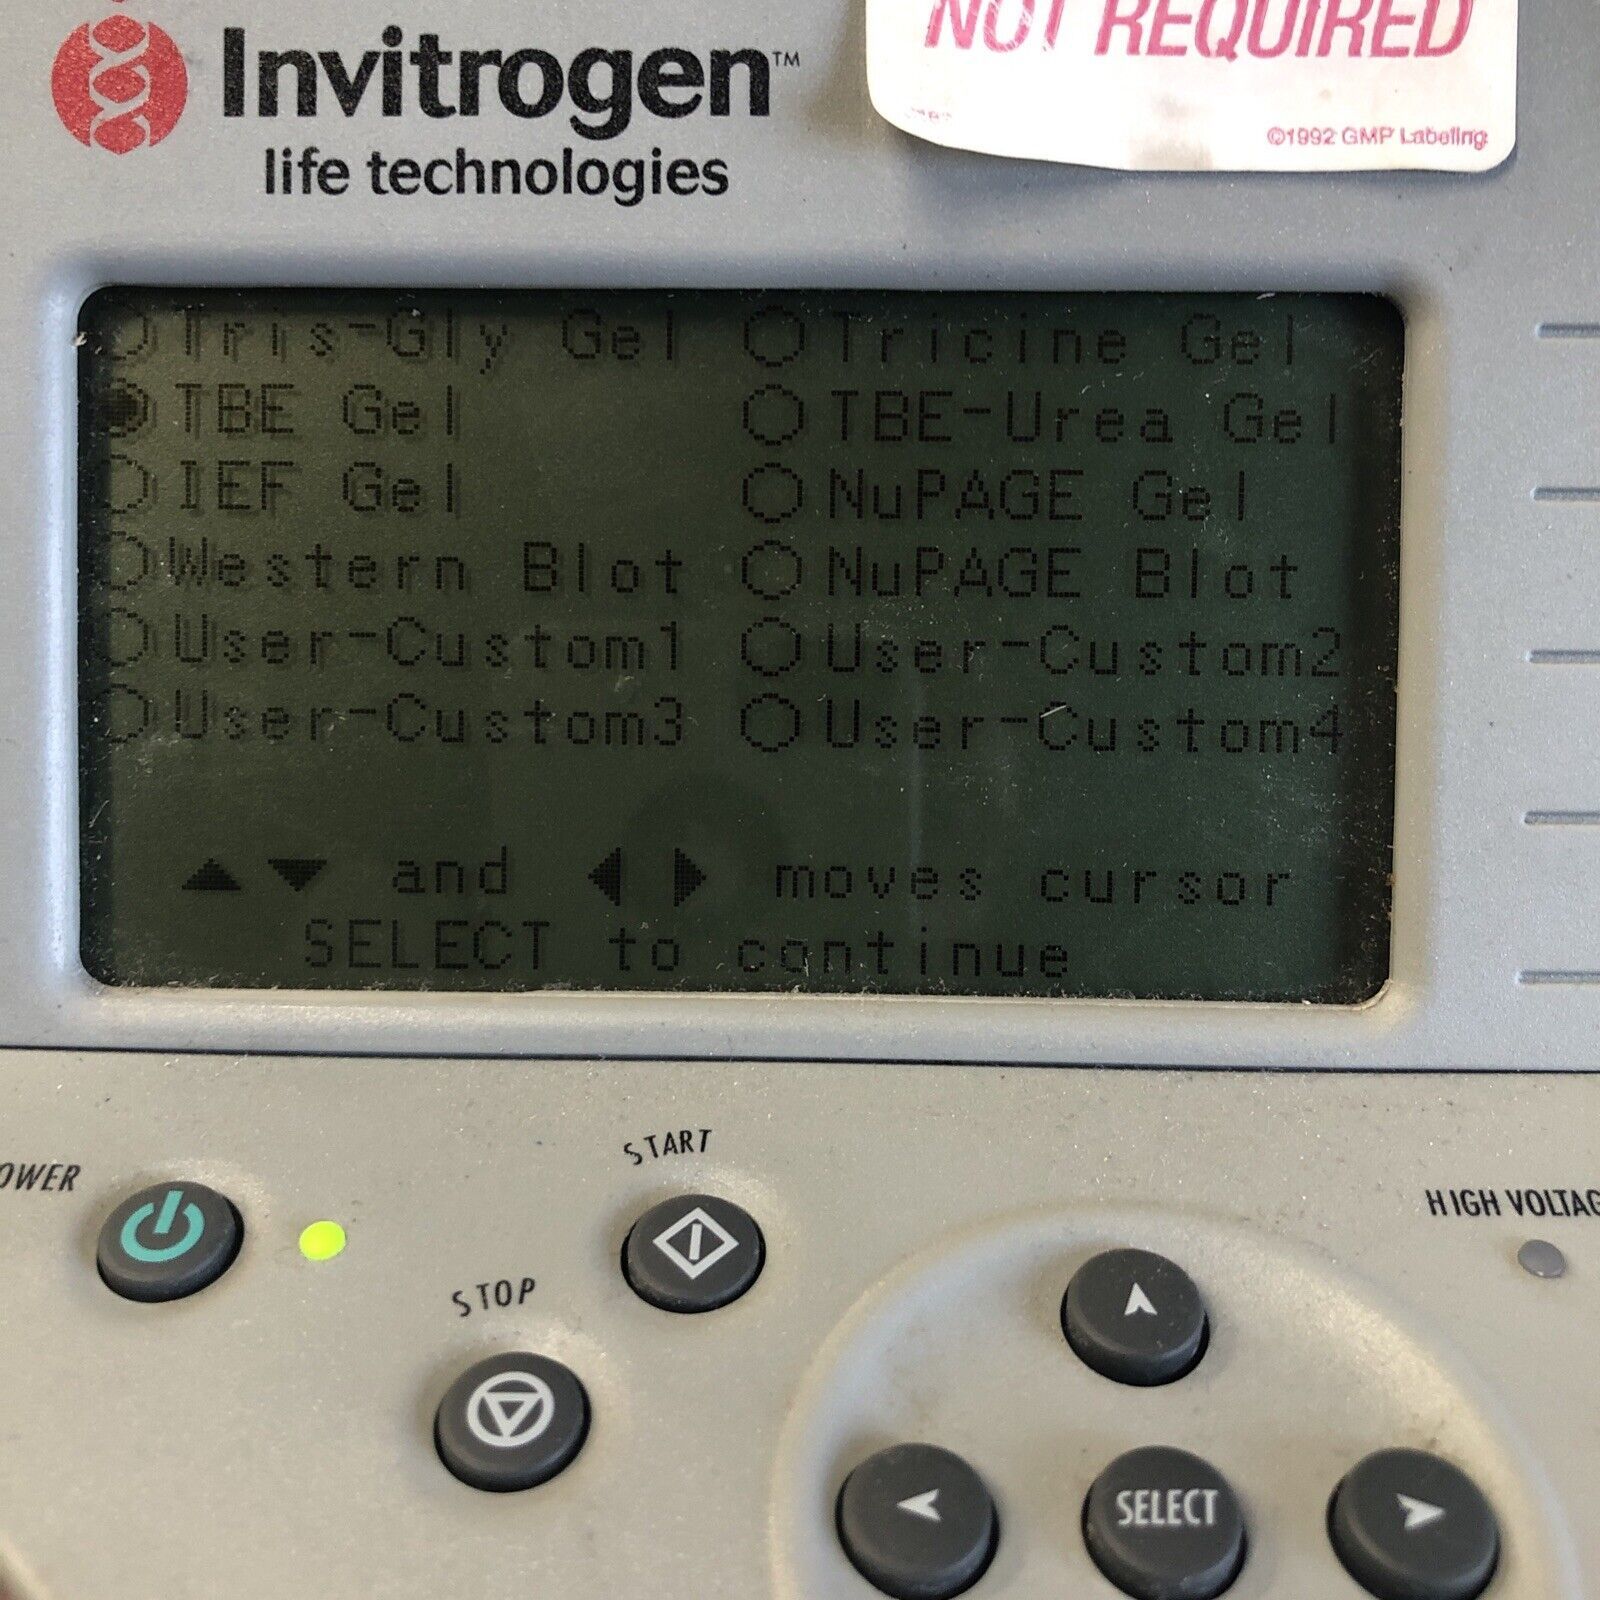 Invitrogen™
life technologies
NOT REQUIRED
©1992 GMP Labeling
Tris-Gly Gel Tricine Gel
TBE Gel TBE-Urea Gel
IEF Gel NuPAGE Gel
Western Blot NuPAGE Blot
User-Custom1 User-Custom2
User-Custom3 User-Custom4
▲▼ and ◀▶ moves cursor
SELECT to continue
START
OWER
HIGH VOLTAG
STOP
SELECT